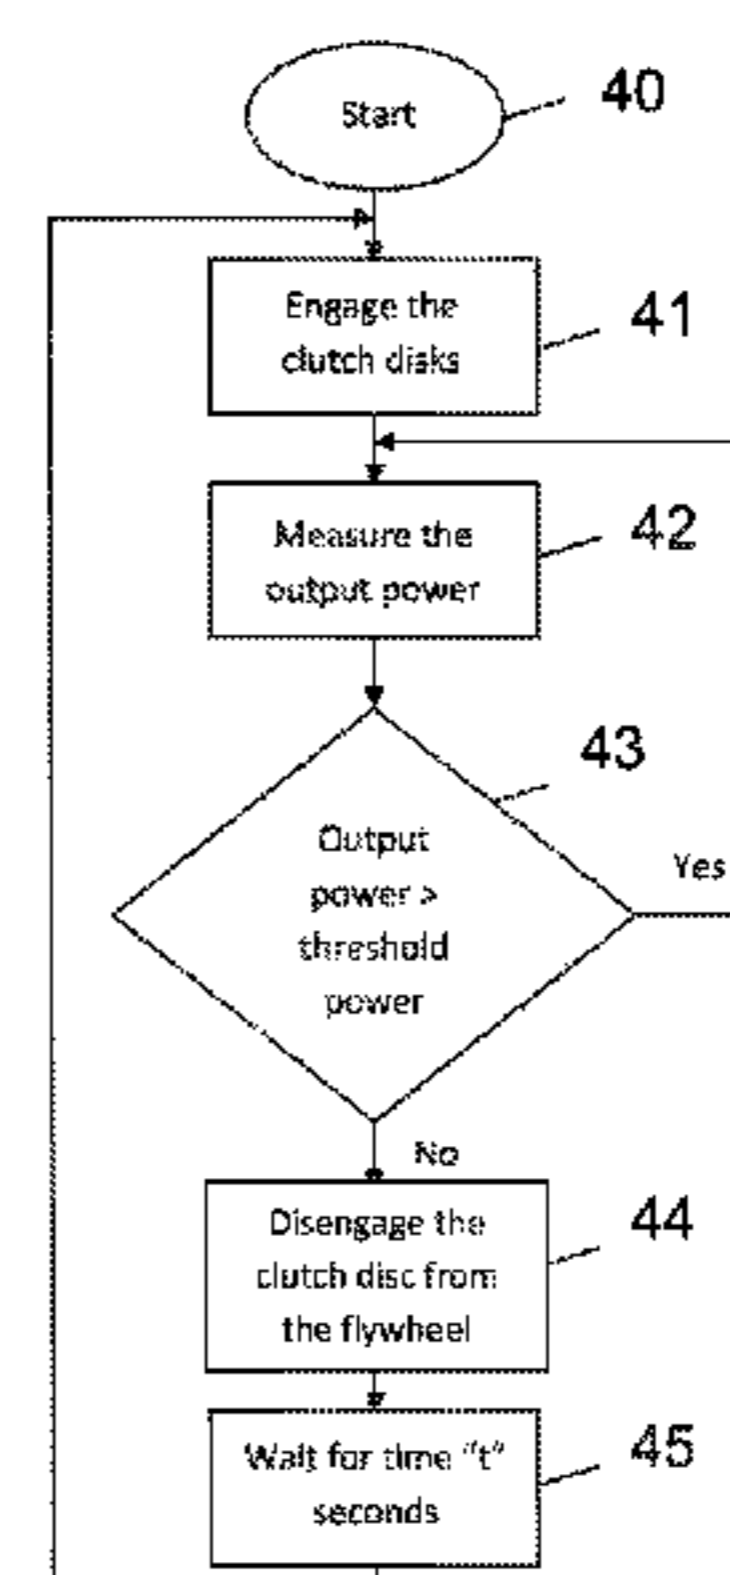 Start
40
Engage the
clutch disks
41
Measure the
output power
42
43
Output
power >
threshold
power
Yes
No
Disengage the
clutch disc from
the flywheel
44
Wait for time "t"
seconds
45